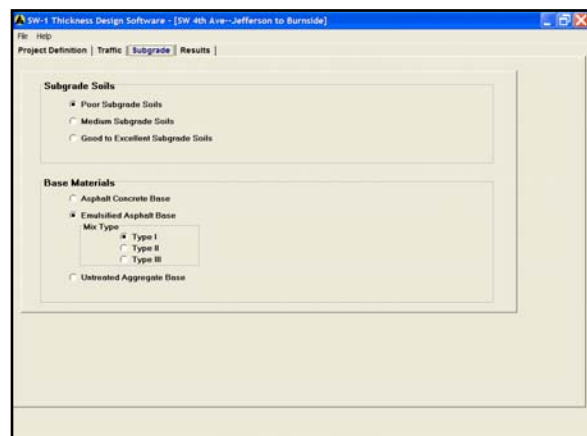 SW-1 Thickness Design Software - [SW 4th Ave--Jefferson to Burnside]
File Help
Project Definition | Traffic | Subgrade | Results |
Subgrade Soils
Poor Subgrade Soils
Medium Subgrade Soils
Good to Excellent Subgrade Soils
Base Materials
Asphalt Concrete Base
Emulsified Asphalt Base
Mix Type
Type I
Type II
Type III
Untreated Aggregate Base